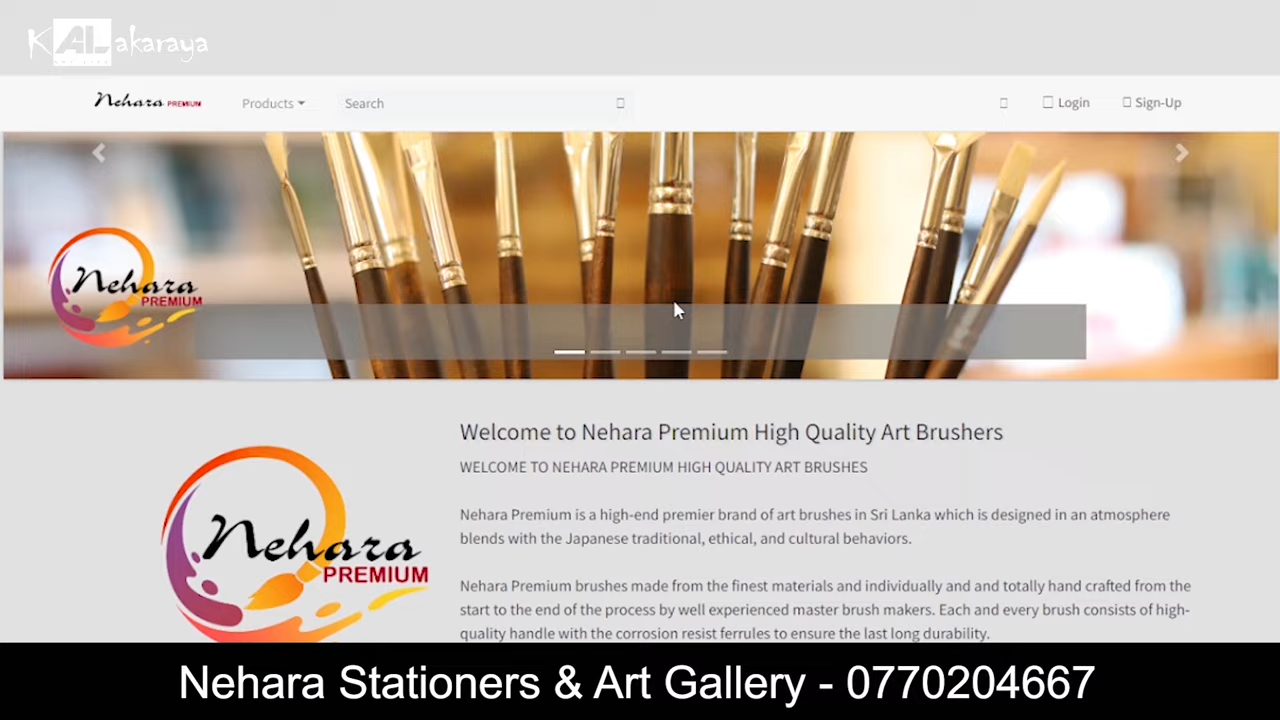 KALakaraya
Nehara PREMIUM
Products
Search
Login
Sign-Up
Nehara
PREMIUM
Welcome to Nehara Premium High Quality Art Brushers
WELCOME TO NEHARA PREMIUM HIGH QUALITY ART BRUSHES
Nehara Premium is a high-end premier brand of art brushes in Sri Lanka which is designed in an atmosphere
blends with the Japanese traditional, ethical, and cultural behaviors.
Nehara
PREMIUM
Nehara Premium brushes made from the finest materials and individually and and totally hand crafted from the
start to the end of the process by well experienced master brush makers. Each and every brush consists of high-
quality handle with the corrosion resist ferrules to ensure the last long durability.
Nehara Stationers & Art Gallery - 0770204667